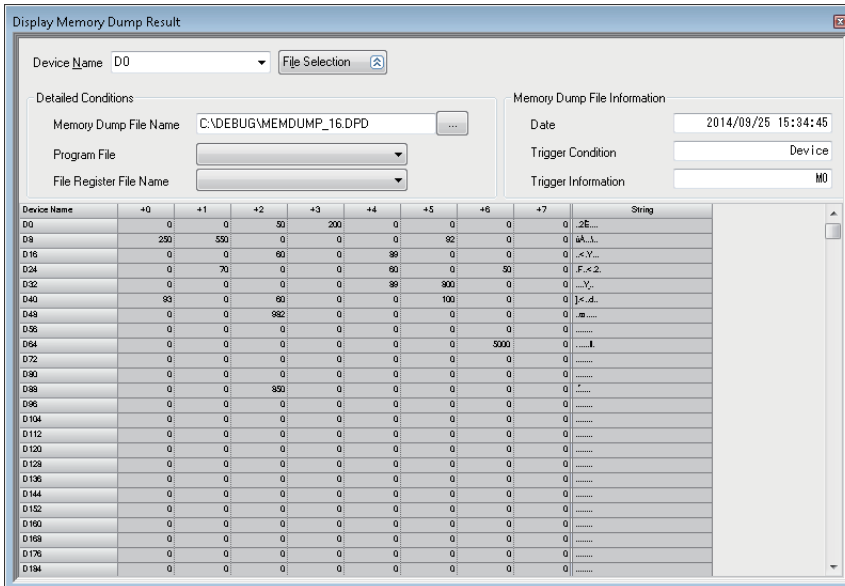 Display Memory Dump Result
Device Name D0 File Selection
Detailed Conditions
Memory Dump File Name C:\DEBUG\MEMDUMP_16.DPD ...
Program File
File Register File Name
Memory Dump File Information
Date 2014/09/25 15:34:45
Trigger Condition Device
Trigger Information M0
Device Name +0 +1 +2 +3 +4 +5 +6 +7 String
D0 0 0 50 200 0 0 0 0 ..2È....
D8 250 550 0 0 0 92 0 0
D16 0 0 60 0 89 0 0 0 ..<.Y...
D24 0 70 0 0 60 0 50 0 .F..<.2.
D32 0 0 0 0 89 800 0 0
D40 93 0 60 0 0 100 0 0 ].<..d..
D48 0 0 982 0 0 0 0 0
D56 0 0 0 0 0 0 0 0 ........
D64 0 0 0 0 0 0 5000 0
D72 0 0 0 0 0 0 0 0 ........
D80 0 0 0 0 0 0 0 0 ........
D88 0 0 850 0 0 0 0 0
D96 0 0 0 0 0 0 0 0 ........
D104 0 0 0 0 0 0 0 0 ........
D112 0 0 0 0 0 0 0 0 ........
D120 0 0 0 0 0 0 0 0 ........
D128 0 0 0 0 0 0 0 0 ........
D136 0 0 0 0 0 0 0 0 ........
D144 0 0 0 0 0 0 0 0 ........
D152 0 0 0 0 0 0 0 0 ........
D160 0 0 0 0 0 0 0 0 ........
D168 0 0 0 0 0 0 0 0 ........
D176 0 0 0 0 0 0 0 0 ........
D184 0 0 0 0 0 0 0 0 ........